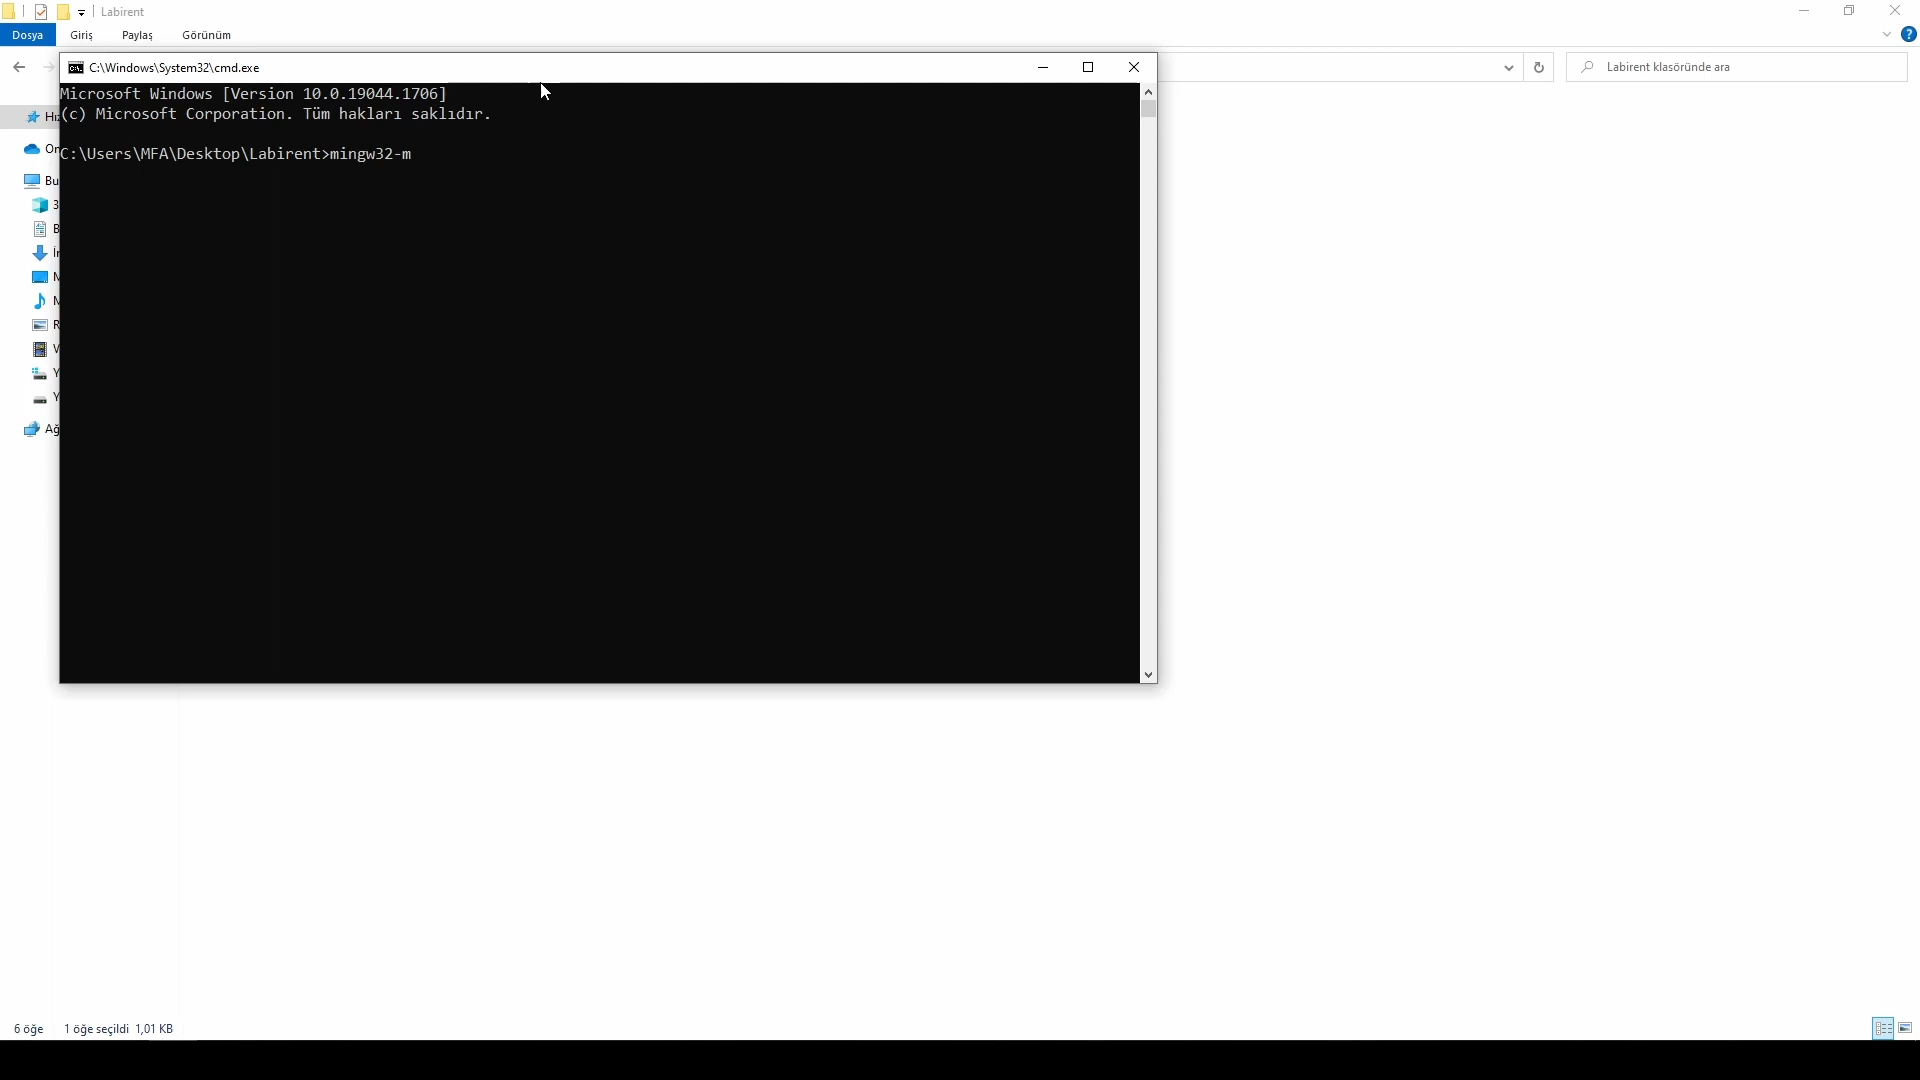 Labirent
Dosya Giriş Paylaş Görünüm
C:\Windows\System32\cmd.exe
Labirent klasöründe ara
Microsoft Windows [Version 10.0.19044.1706]
(c) Microsoft Corporation. Tüm hakları saklıdır.
C:\Users\MFA\Desktop\Labirent>mingw32-m
6 öğe 1 öğe seçildi 1,01 KB